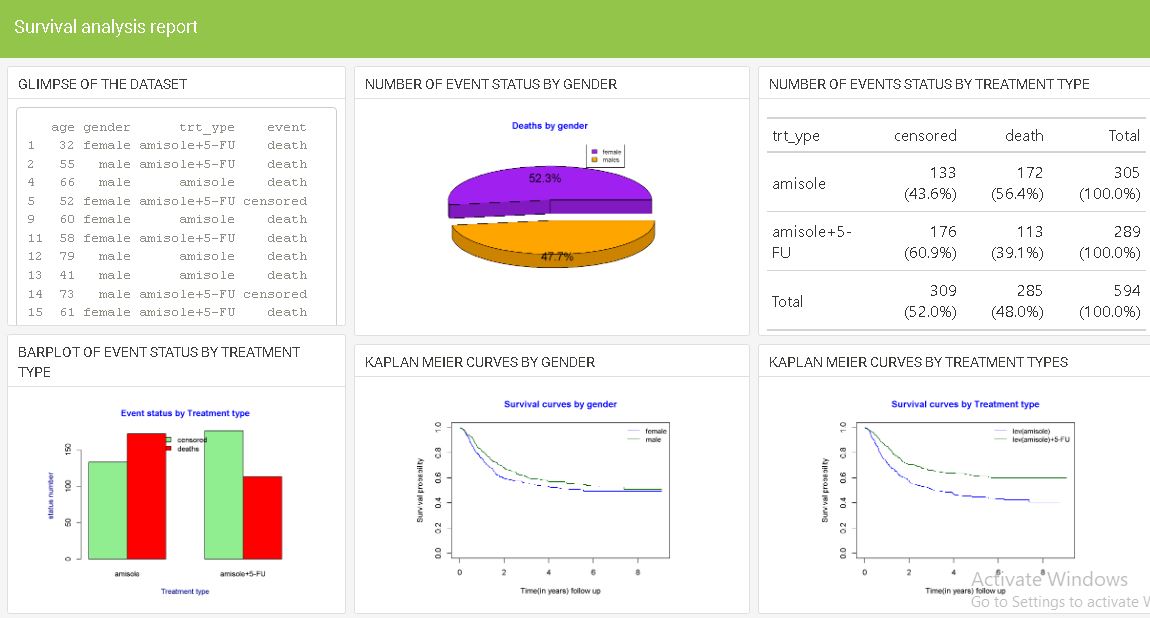 Survival analysis report
GLIMPSE OF THE DATASET
age gender trt_ype event
1 32 female amisole+5-FU death
2 55 male amisole+5-FU death
4 66 male amisole death
5 52 female amisole+5-FU censored
9 60 female amisole death
11 58 female amisole+5-FU death
12 79 male amisole death
13 41 male amisole death
14 73 male amisole+5-FU censored
15 61 female amisole+5-FU death
NUMBER OF EVENT STATUS BY GENDER
Deaths by gender
female
males
52.3%
47.7%
NUMBER OF EVENTS STATUS BY TREATMENT TYPE
trt_ype censored death Total
amisole 133 172 305
(43.6%) (56.4%) (100.0%)
amisole+5- 176 113 289
FU (60.9%) (39.1%) (100.0%)
Total 309 285 594
(52.0%) (48.0%) (100.0%)
BARPLOT OF EVENT STATUS BY TREATMENT
TYPE
Event status by Treatment type
censored
deaths
status number
150
100
50
0
amisole amisole+5-FU
Treatment type
KAPLAN MEIER CURVES BY GENDER
Survival curves by gender
female
male
Survival probability
1.0
0.8
0.6
0.4
0.2
0.0
0 2 4 6 8
Time(in years) follow up
KAPLAN MEIER CURVES BY TREATMENT TYPES
Survival curves by Treatment type
lev(amisole)
lev(amisole)+5-FU
Survival probability
1.0
0.8
0.6
0.4
0.2
0.0
0 2 4 6 8
Time(in years) follow up
Activate Windows
Go to Settings to activate W